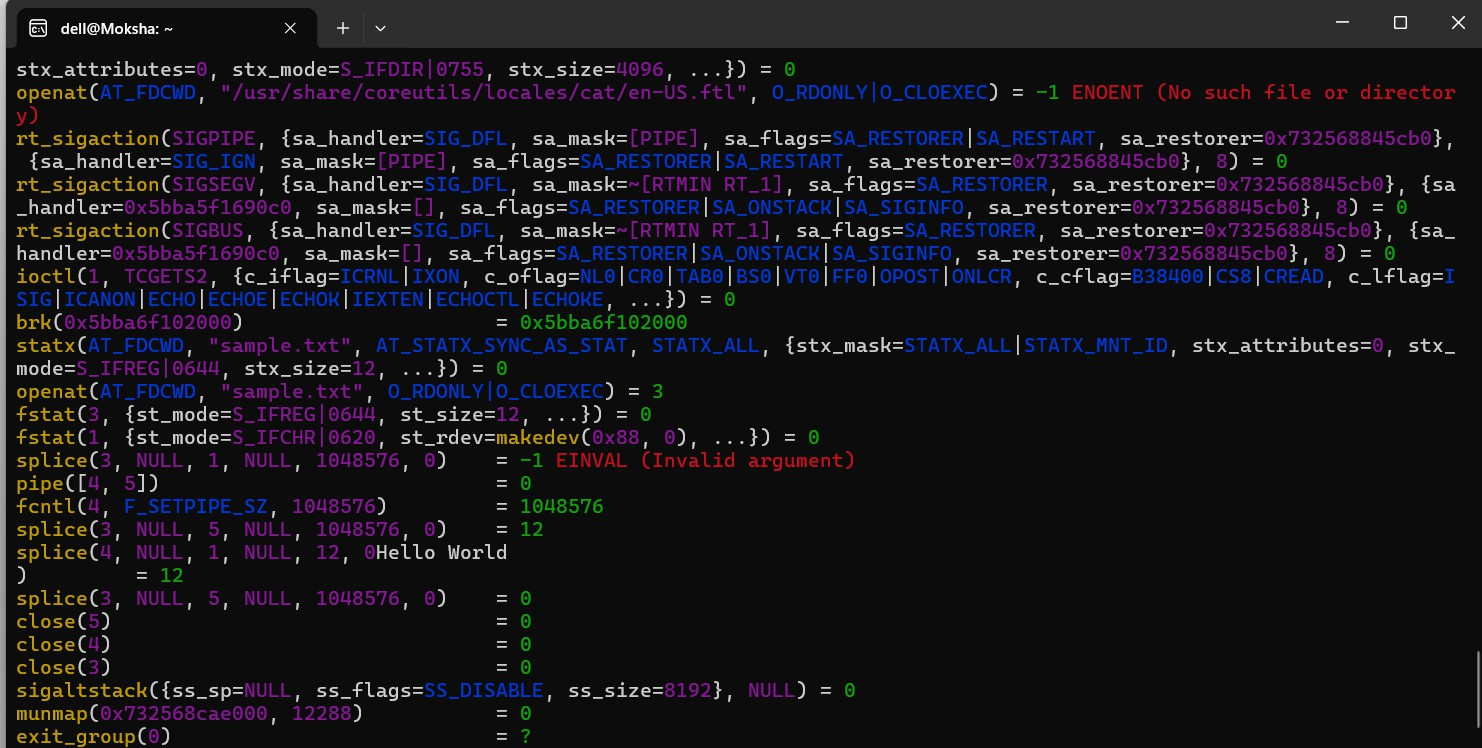 dell@Moksha: ~
stx_attributes=0, stx_mode=S_IFDIR|0755, stx_size=4096, ...}) = 0
openat(AT_FDCWD, "/usr/share/coreutils/locales/cat/en-US.ftl", O_RDONLY|O_CLOEXEC) = -1 ENOENT (No such file or director
y)
rt_sigaction(SIGPIPE, {sa_handler=SIG_DFL, sa_mask=[PIPE], sa_flags=SA_RESTORER|SA_RESTART, sa_restorer=0x732568845cb0},
 {sa_handler=SIG_IGN, sa_mask=[PIPE], sa_flags=SA_RESTORER|SA_RESTART, sa_restorer=0x732568845cb0}, 8) = 0
rt_sigaction(SIGSEGV, {sa_handler=SIG_DFL, sa_mask=~[RTMIN RT_1], sa_flags=SA_RESTORER, sa_restorer=0x732568845cb0}, {sa
_handler=0x5bba5f1690c0, sa_mask=[], sa_flags=SA_RESTORER|SA_ONSTACK|SA_SIGINFO, sa_restorer=0x732568845cb0}, 8) = 0
rt_sigaction(SIGBUS, {sa_handler=SIG_DFL, sa_mask=~[RTMIN RT_1], sa_flags=SA_RESTORER, sa_restorer=0x732568845cb0}, {sa_
handler=0x5bba5f1690c0, sa_mask=[], sa_flags=SA_RESTORER|SA_ONSTACK|SA_SIGINFO, sa_restorer=0x732568845cb0}, 8) = 0
ioctl(1, TCGETS2, {c_iflag=ICRNL|IXON, c_oflag=NL0|CR0|TAB0|BS0|VT0|FF0|OPOST|ONLCR, c_cflag=B38400|CS8|CREAD, c_lflag=I
SIG|ICANON|ECHO|ECHOE|ECHOK|IEXTEN|ECHOCTL|ECHOKE, ...}) = 0
brk(0x5bba6f102000)                     = 0x5bba6f102000
statx(AT_FDCWD, "sample.txt", AT_STATX_SYNC_AS_STAT, STATX_ALL, {stx_mask=STATX_ALL|STATX_MNT_ID, stx_attributes=0, stx_
mode=S_IFREG|0644, stx_size=12, ...}) = 0
openat(AT_FDCWD, "sample.txt", O_RDONLY|O_CLOEXEC) = 3
fstat(3, {st_mode=S_IFREG|0644, st_size=12, ...}) = 0
fstat(1, {st_mode=S_IFCHR|0620, st_rdev=makedev(0x88, 0), ...}) = 0
splice(3, NULL, 1, NULL, 1048576, 0)    = -1 EINVAL (Invalid argument)
pipe([4, 5])                            = 0
fcntl(4, F_SETPIPE_SZ, 1048576)         = 1048576
splice(3, NULL, 5, NULL, 1048576, 0)    = 12
splice(4, NULL, 1, NULL, 12, 0Hello World
)         = 12
splice(3, NULL, 5, NULL, 1048576, 0)    = 0
close(5)                                = 0
close(4)                                = 0
close(3)                                = 0
sigaltstack({ss_sp=NULL, ss_flags=SS_DISABLE, ss_size=8192}, NULL) = 0
munmap(0x732568cae000, 12288)           = 0
exit_group(0)                           = ?